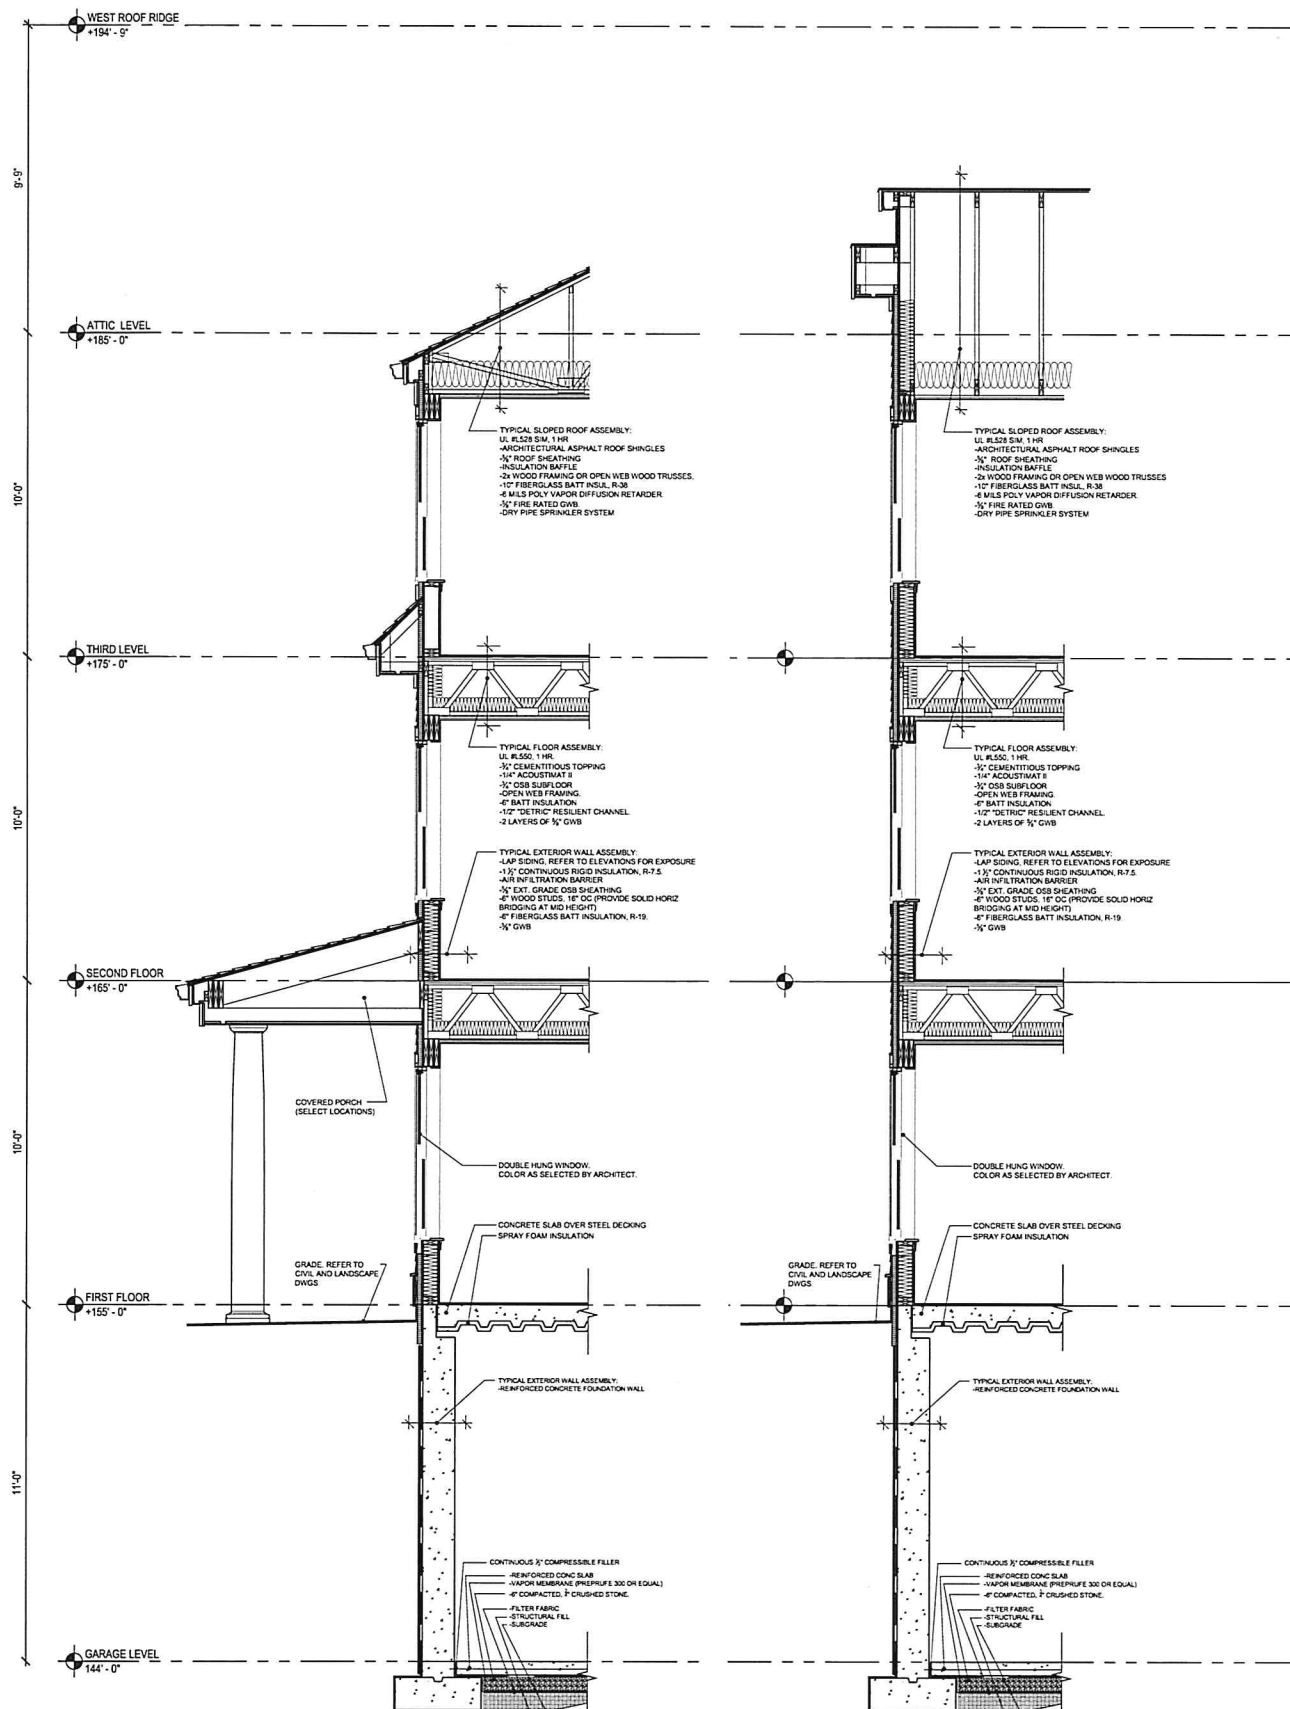 WEST ROOF RIDGE
+194' - 9"
9'-9"
ATTIC LEVEL
+185' - 0"
TYPICAL SLOPED ROOF ASSEMBLY:
UL #L528 SIM, 1 HR
-ARCHITECTURAL ASPHALT ROOF SHINGLES
-⅝" ROOF SHEATHING
-INSULATION BAFFLE
-2x WOOD FRAMING OR OPEN WEB WOOD TRUSSES.
-10" FIBERGLASS BATT INSUL, R-38
-6 MILS POLY VAPOR DIFFUSION RETARDER.
-⅝" FIRE RATED GWB.
-DRY PIPE SPRINKLER SYSTEM
TYPICAL SLOPED ROOF ASSEMBLY:
UL #L528 SIM, 1 HR
-ARCHITECTURAL ASPHALT ROOF SHINGLES
-⅝" ROOF SHEATHING
-INSULATION BAFFLE
-2x WOOD FRAMING OR OPEN WEB WOOD TRUSSES
-10" FIBERGLASS BATT INSUL, R-38
-6 MILS POLY VAPOR DIFFUSION RETARDER.
-⅝" FIRE RATED GWB.
-DRY PIPE SPRINKLER SYSTEM
10'-0"
THIRD LEVEL
+175' - 0"
TYPICAL FLOOR ASSEMBLY:
UL #L550, 1 HR.
-¾" CEMENTITIOUS TOPPING
-1/4" ACOUSTIMAT II
-¾" OSB SUBFLOOR
-OPEN WEB FRAMING.
-6" BATT INSULATION
-1/2" "DETRIC" RESILIENT CHANNEL.
-2 LAYERS OF ⅝" GWB
TYPICAL FLOOR ASSEMBLY:
UL #L550, 1 HR.
-¾" CEMENTITIOUS TOPPING
-1/4" ACOUSTIMAT II
-¾" OSB SUBFLOOR
-OPEN WEB FRAMING.
-6" BATT INSULATION
-1/2" "DETRIC" RESILIENT CHANNEL.
-2 LAYERS OF ⅝" GWB
10'-0"
TYPICAL EXTERIOR WALL ASSEMBLY:
-LAP SIDING, REFER TO ELEVATIONS FOR EXPOSURE
-1 ½" CONTINUOUS RIGID INSULATION, R-7.5.
-AIR INFILTRATION BARRIER
-⅝" EXT. GRADE OSB SHEATHING
-6" WOOD STUDS, 16" OC (PROVIDE SOLID HORIZ
BRIDGING AT MID HEIGHT)
-6" FIBERGLASS BATT INSULATION, R-19.
-⅝" GWB
TYPICAL EXTERIOR WALL ASSEMBLY:
-LAP SIDING, REFER TO ELEVATIONS FOR EXPOSURE
-1 ½" CONTINUOUS RIGID INSULATION, R-7.5.
-AIR INFILTRATION BARRIER
-⅝" EXT. GRADE OSB SHEATHING
-6" WOOD STUDS, 16" OC (PROVIDE SOLID HORIZ
BRIDGING AT MID HEIGHT)
-6" FIBERGLASS BATT INSULATION, R-19.
-⅝" GWB
SECOND FLOOR
+165' - 0"
COVERED PORCH
(SELECT LOCATIONS)
10'-0"
DOUBLE HUNG WINDOW.
COLOR AS SELECTED BY ARCHITECT.
DOUBLE HUNG WINDOW.
COLOR AS SELECTED BY ARCHITECT.
CONCRETE SLAB OVER STEEL DECKING
SPRAY FOAM INSULATION
CONCRETE SLAB OVER STEEL DECKING
SPRAY FOAM INSULATION
GRADE. REFER TO
CIVIL AND LANDSCAPE
DWGS
GRADE. REFER TO
CIVIL AND LANDSCAPE
DWGS
FIRST FLOOR
+155' - 0"
TYPICAL EXTERIOR WALL ASSEMBLY:
-REINFORCED CONCRETE FOUNDATION WALL
TYPICAL EXTERIOR WALL ASSEMBLY:
-REINFORCED CONCRETE FOUNDATION WALL
11'-0"
CONTINUOUS ½" COMPRESSIBLE FILLER
-REINFORCED CONC SLAB
-VAPOR MEMBRANE (PREPRUFE 300 OR EQUAL)
-6" COMPACTED, CRUSHED STONE.
-FILTER FABRIC
-STRUCTURAL FILL
-SUBGRADE
CONTINUOUS ½" COMPRESSIBLE FILLER
-REINFORCED CONC SLAB
-VAPOR MEMBRANE (PREPRUFE 300 OR EQUAL)
-6" COMPACTED, CRUSHED STONE.
-FILTER FABRIC
-STRUCTURAL FILL
-SUBGRADE
GARAGE LEVEL
144' - 0"